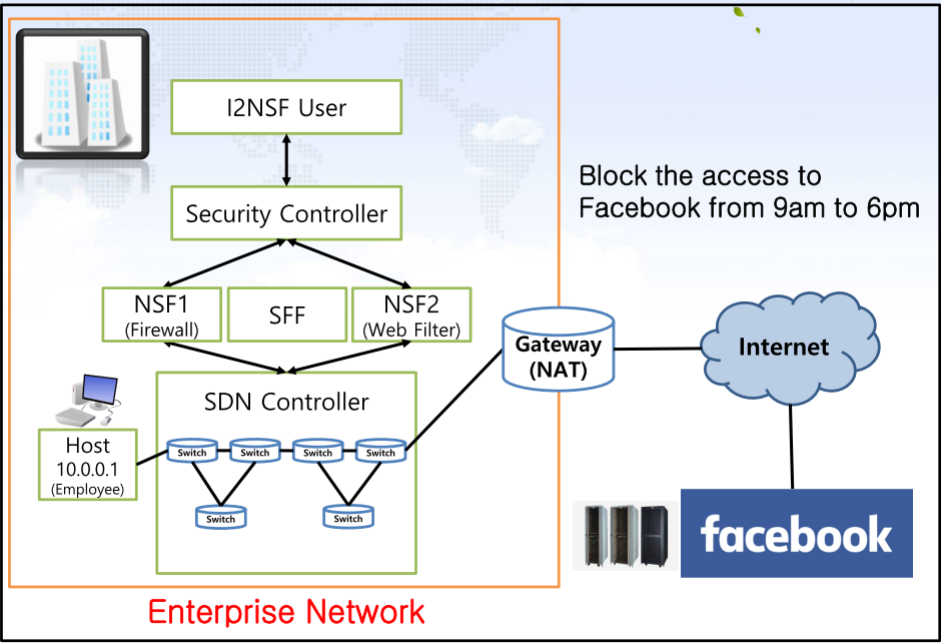 I2NSF User
Security Controller
Block the access to
Facebook from 9am to 6pm
NSF1
(Firewall)
SFF
NSF2
(Web Filter)
Gateway
(NAT)
Internet
SDN Controller
Host
10.0.0.1
(Employee)
Switch
Switch
Switch
Switch
Switch
Switch
facebook
Enterprise Network